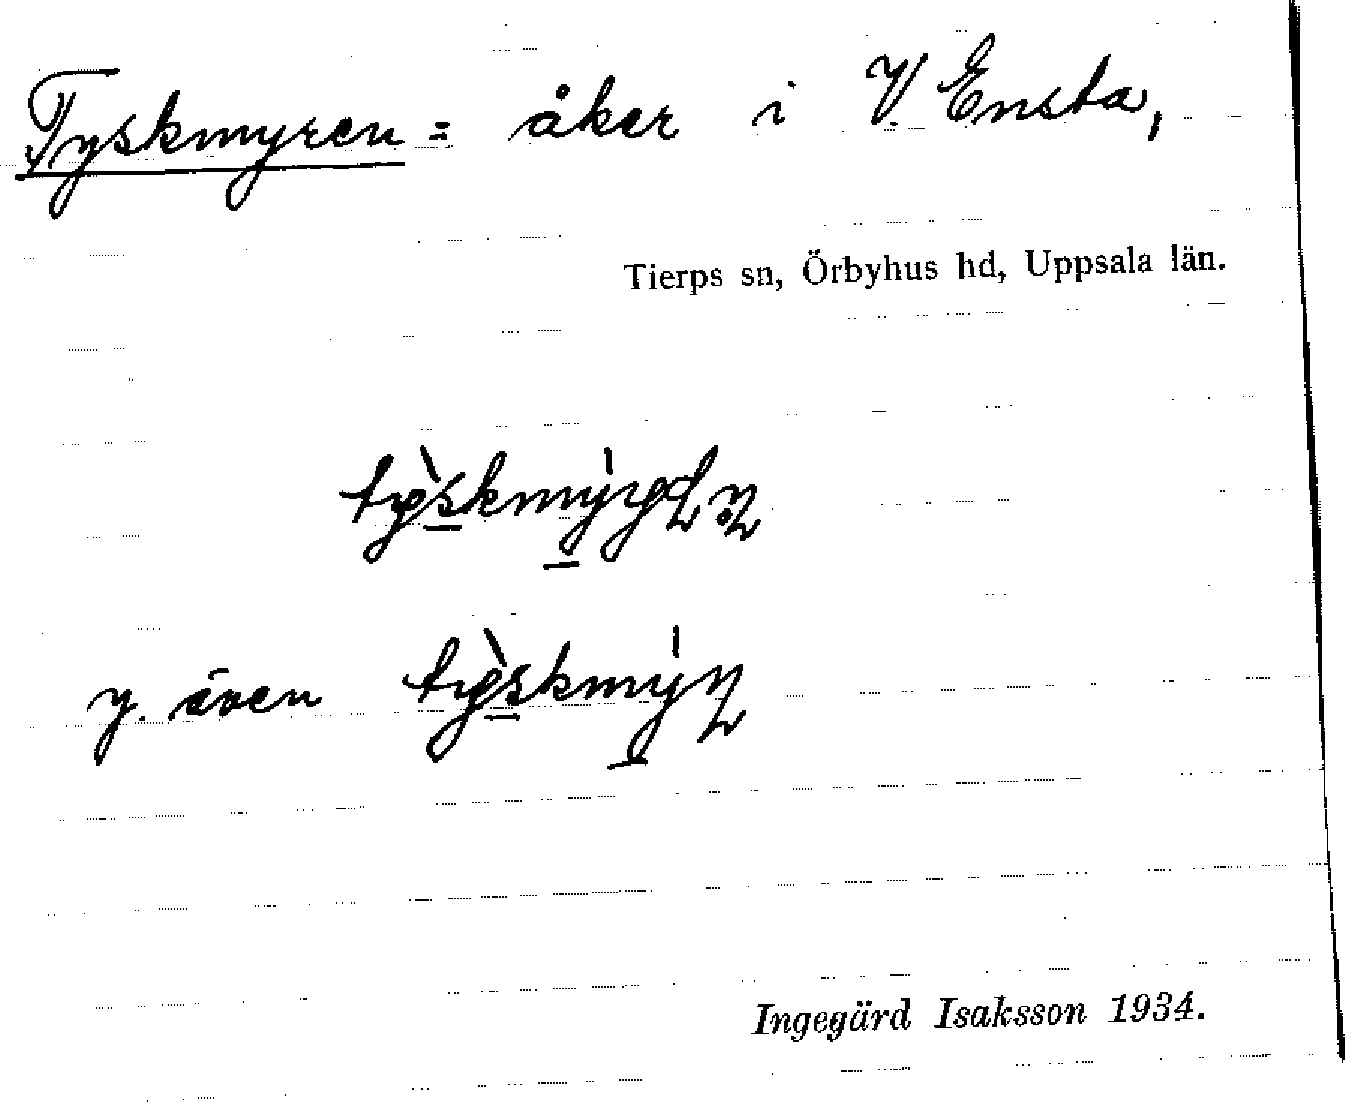 Tyskmyren = åker i V Ensta,
Tierps sn, Örbyhus hd, Uppsala län.
y. även
Ingegärd Isaksson 1934.